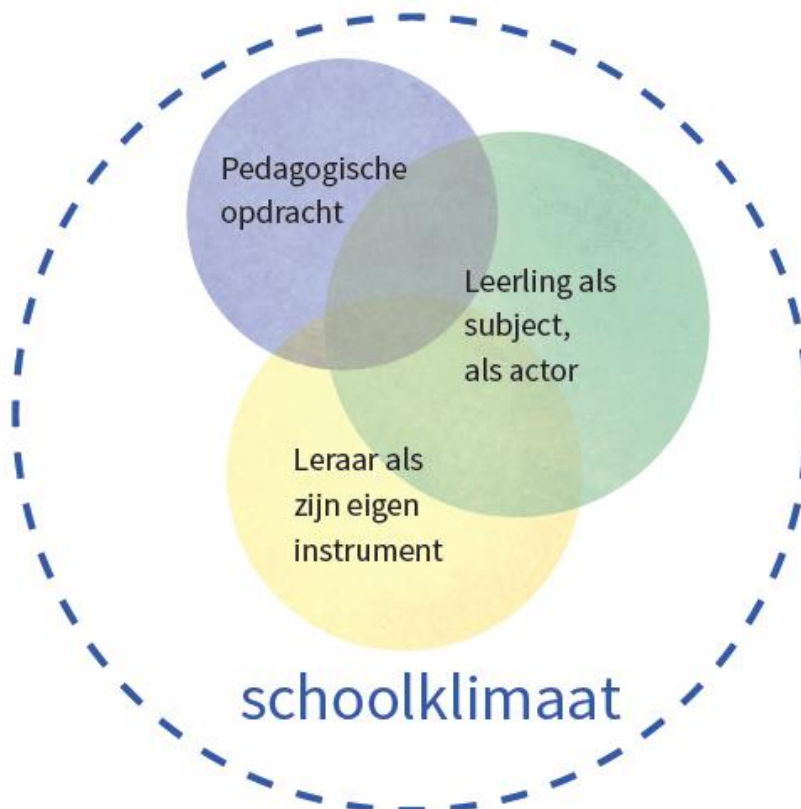 Pedagogische
opdracht
Leerling als
subject,
als actor
Leraar als
zijn eigen
instrument
schoolklimaat